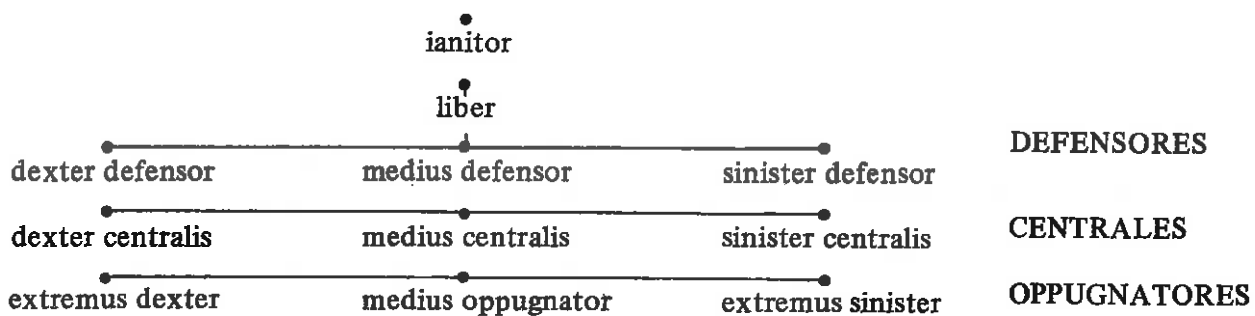 ianitor
liber
DEFENSORES
dexter defensor medius defensor sinister defensor
CENTRALES
dexter centralis medius centralis sinister centralis
OPPUGNATORES
extremus dexter medius oppugnator extremus sinister